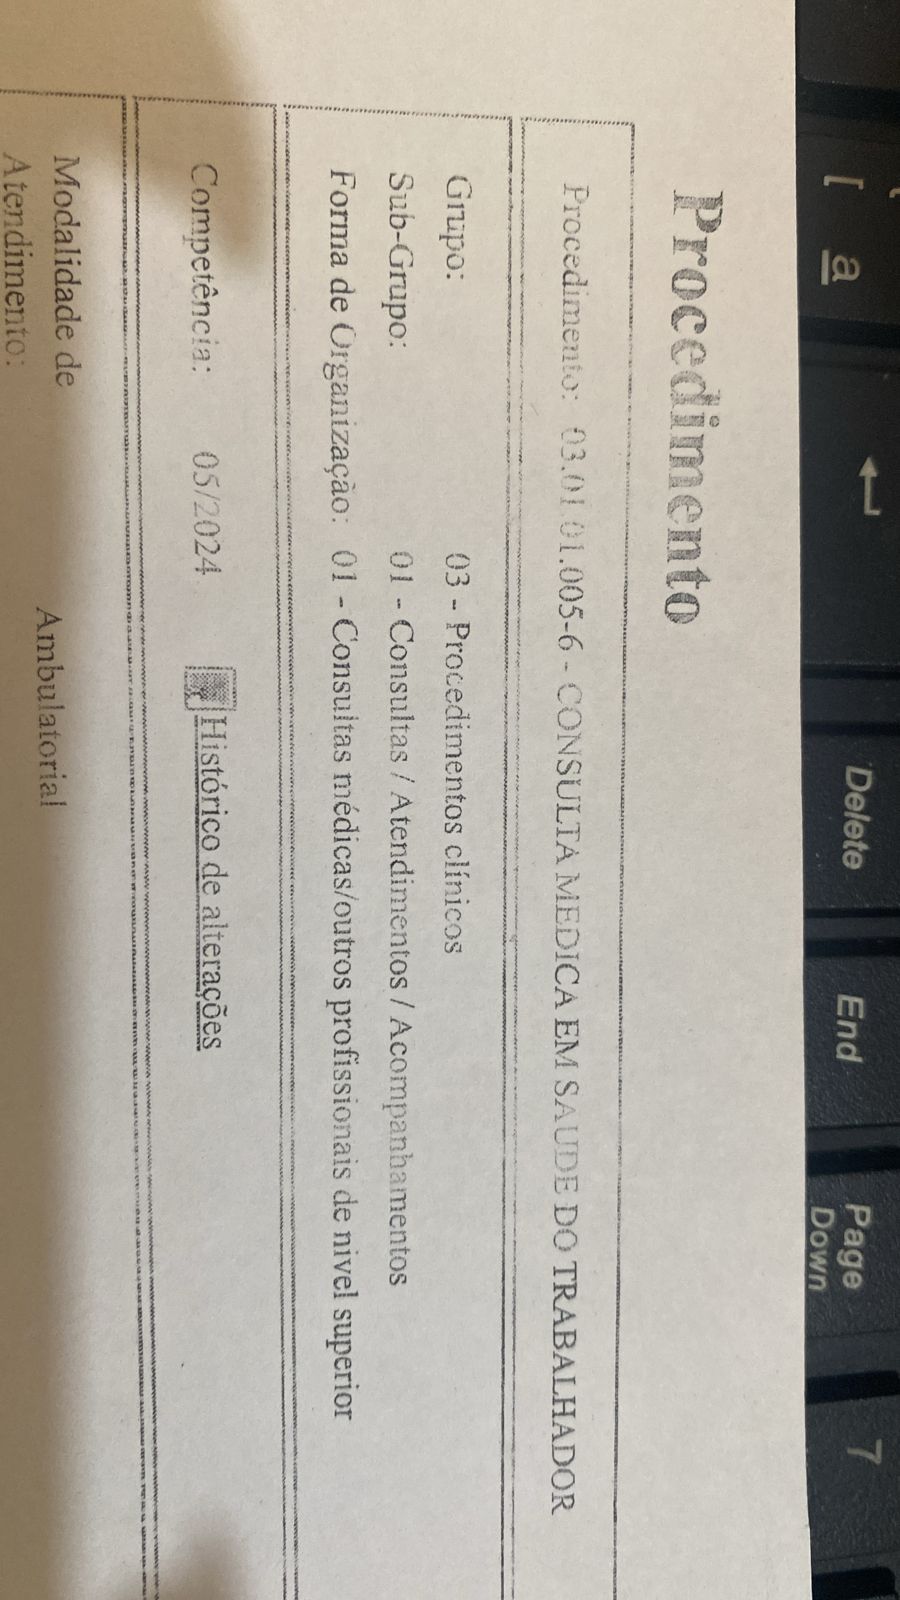 Procedimento
Procedimento: 03.01.01.005-6 - CONSULTA MEDICA EM SAUDE DO TRABALHADOR
Grupo: 03 - Procedimentos clínicos
Sub-Grupo: 01 - Consultas / Atendimentos / Acompanhamentos
Forma de Organização: 01 - Consultas médicas/outros profissionais de nivel superior
Competência: 05/2024 Histórico de alterações
Modalidade de
Atendimento: Ambulatorial
[ a
Delete
End
Page
Down
7